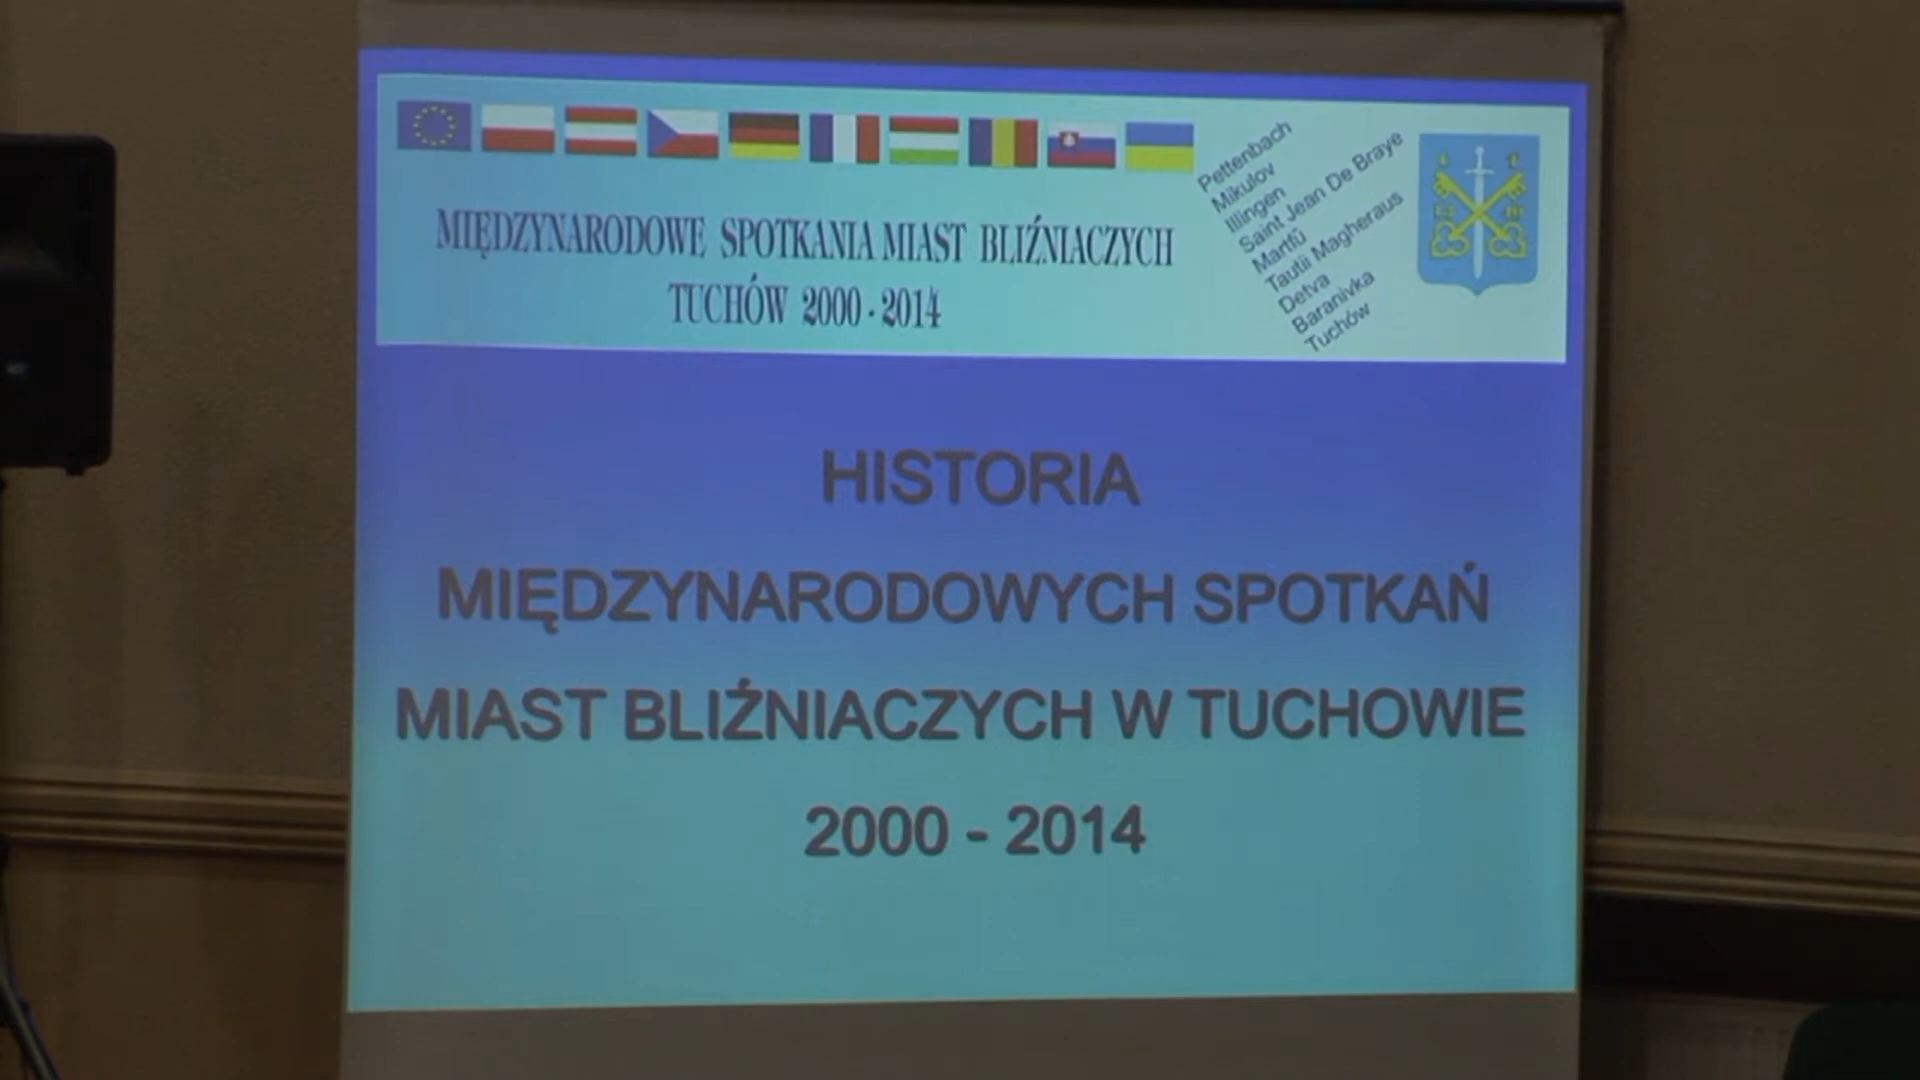 MIĘDZYNARODOWE SPOTKANIA MIAST BLIŹNIACZYCH
TUCHÓW 2000 - 2014
Pettenbach
Mikulov
Illingen
Saint Jean De Braye
Martfű
Tautii Magheraus
Detva
Baranivka
Tuchów
HISTORIA
MIĘDZYNARODOWYCH SPOTKAŃ
MIAST BLIŹNIACZYCH W TUCHOWIE
2000 - 2014